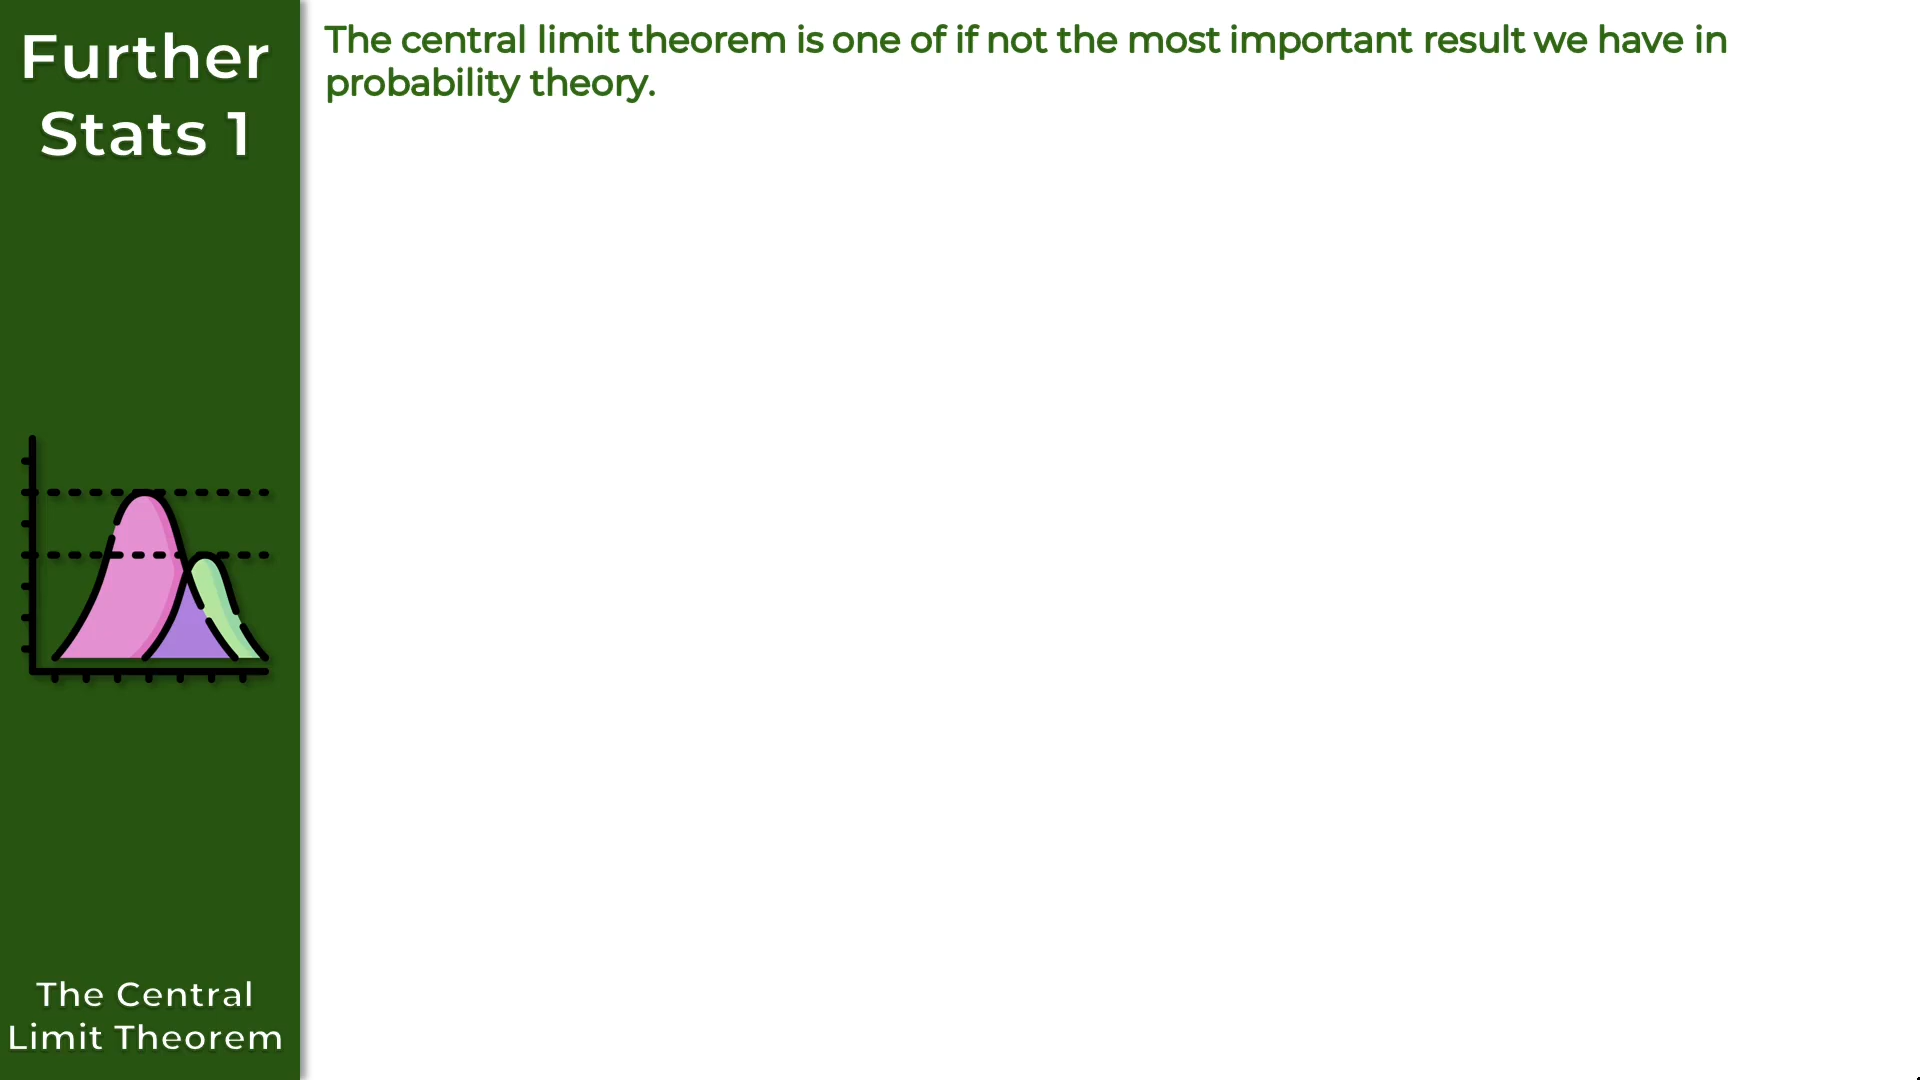 Further
Stats 1
The central limit theorem is one of if not the most important result we have in
probability theory.
The Central
Limit Theorem